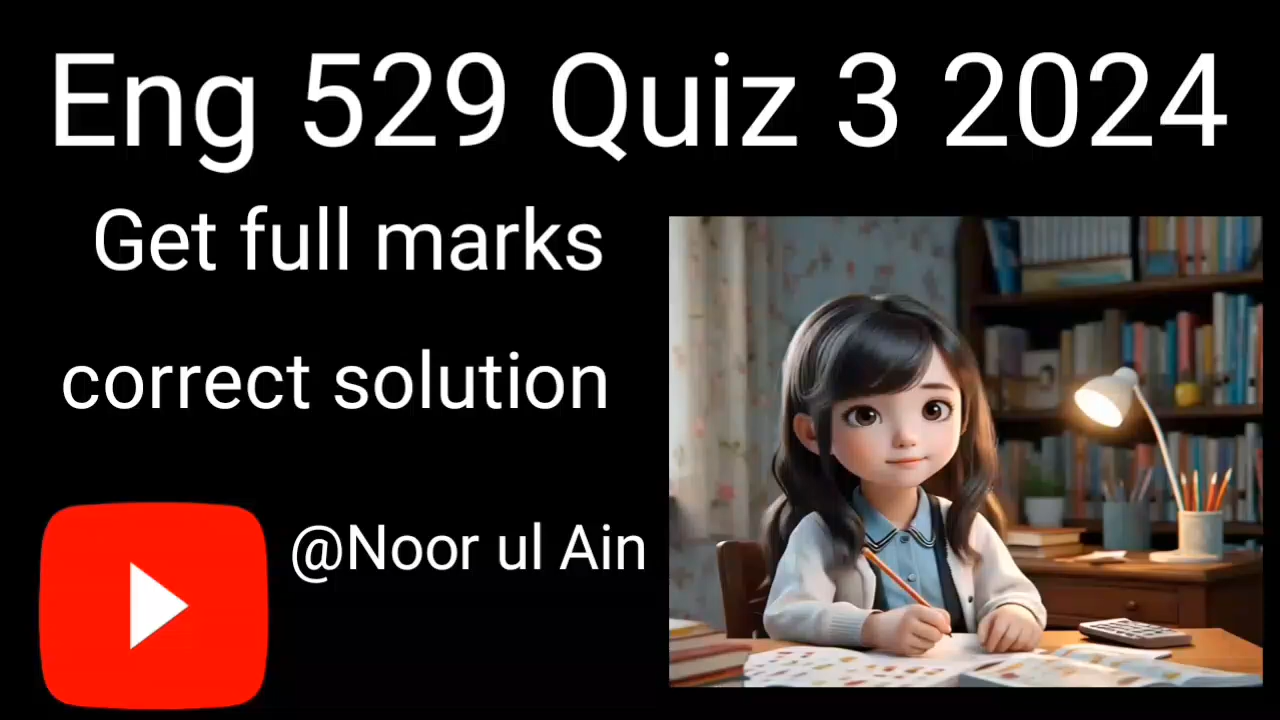 Eng 529 Quiz 3 2024
Get full marks
correct solution
@Noor ul Ain